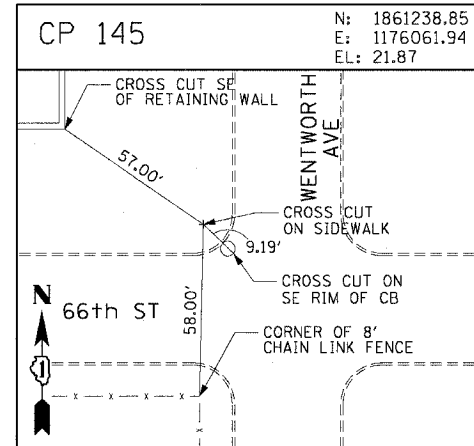 CP 145
N: 1861238.85
E: 1176061.94
EL: 21.87
CROSS CUT SE
OF RETAINING WALL
WENTWORTH
AVE
57.00'
CROSS CUT
ON SIDEWALK
9.19'
CROSS CUT ON
SE RIM OF CB
N
66th ST
58.00'
CORNER OF 8'
CHAIN LINK FENCE
1